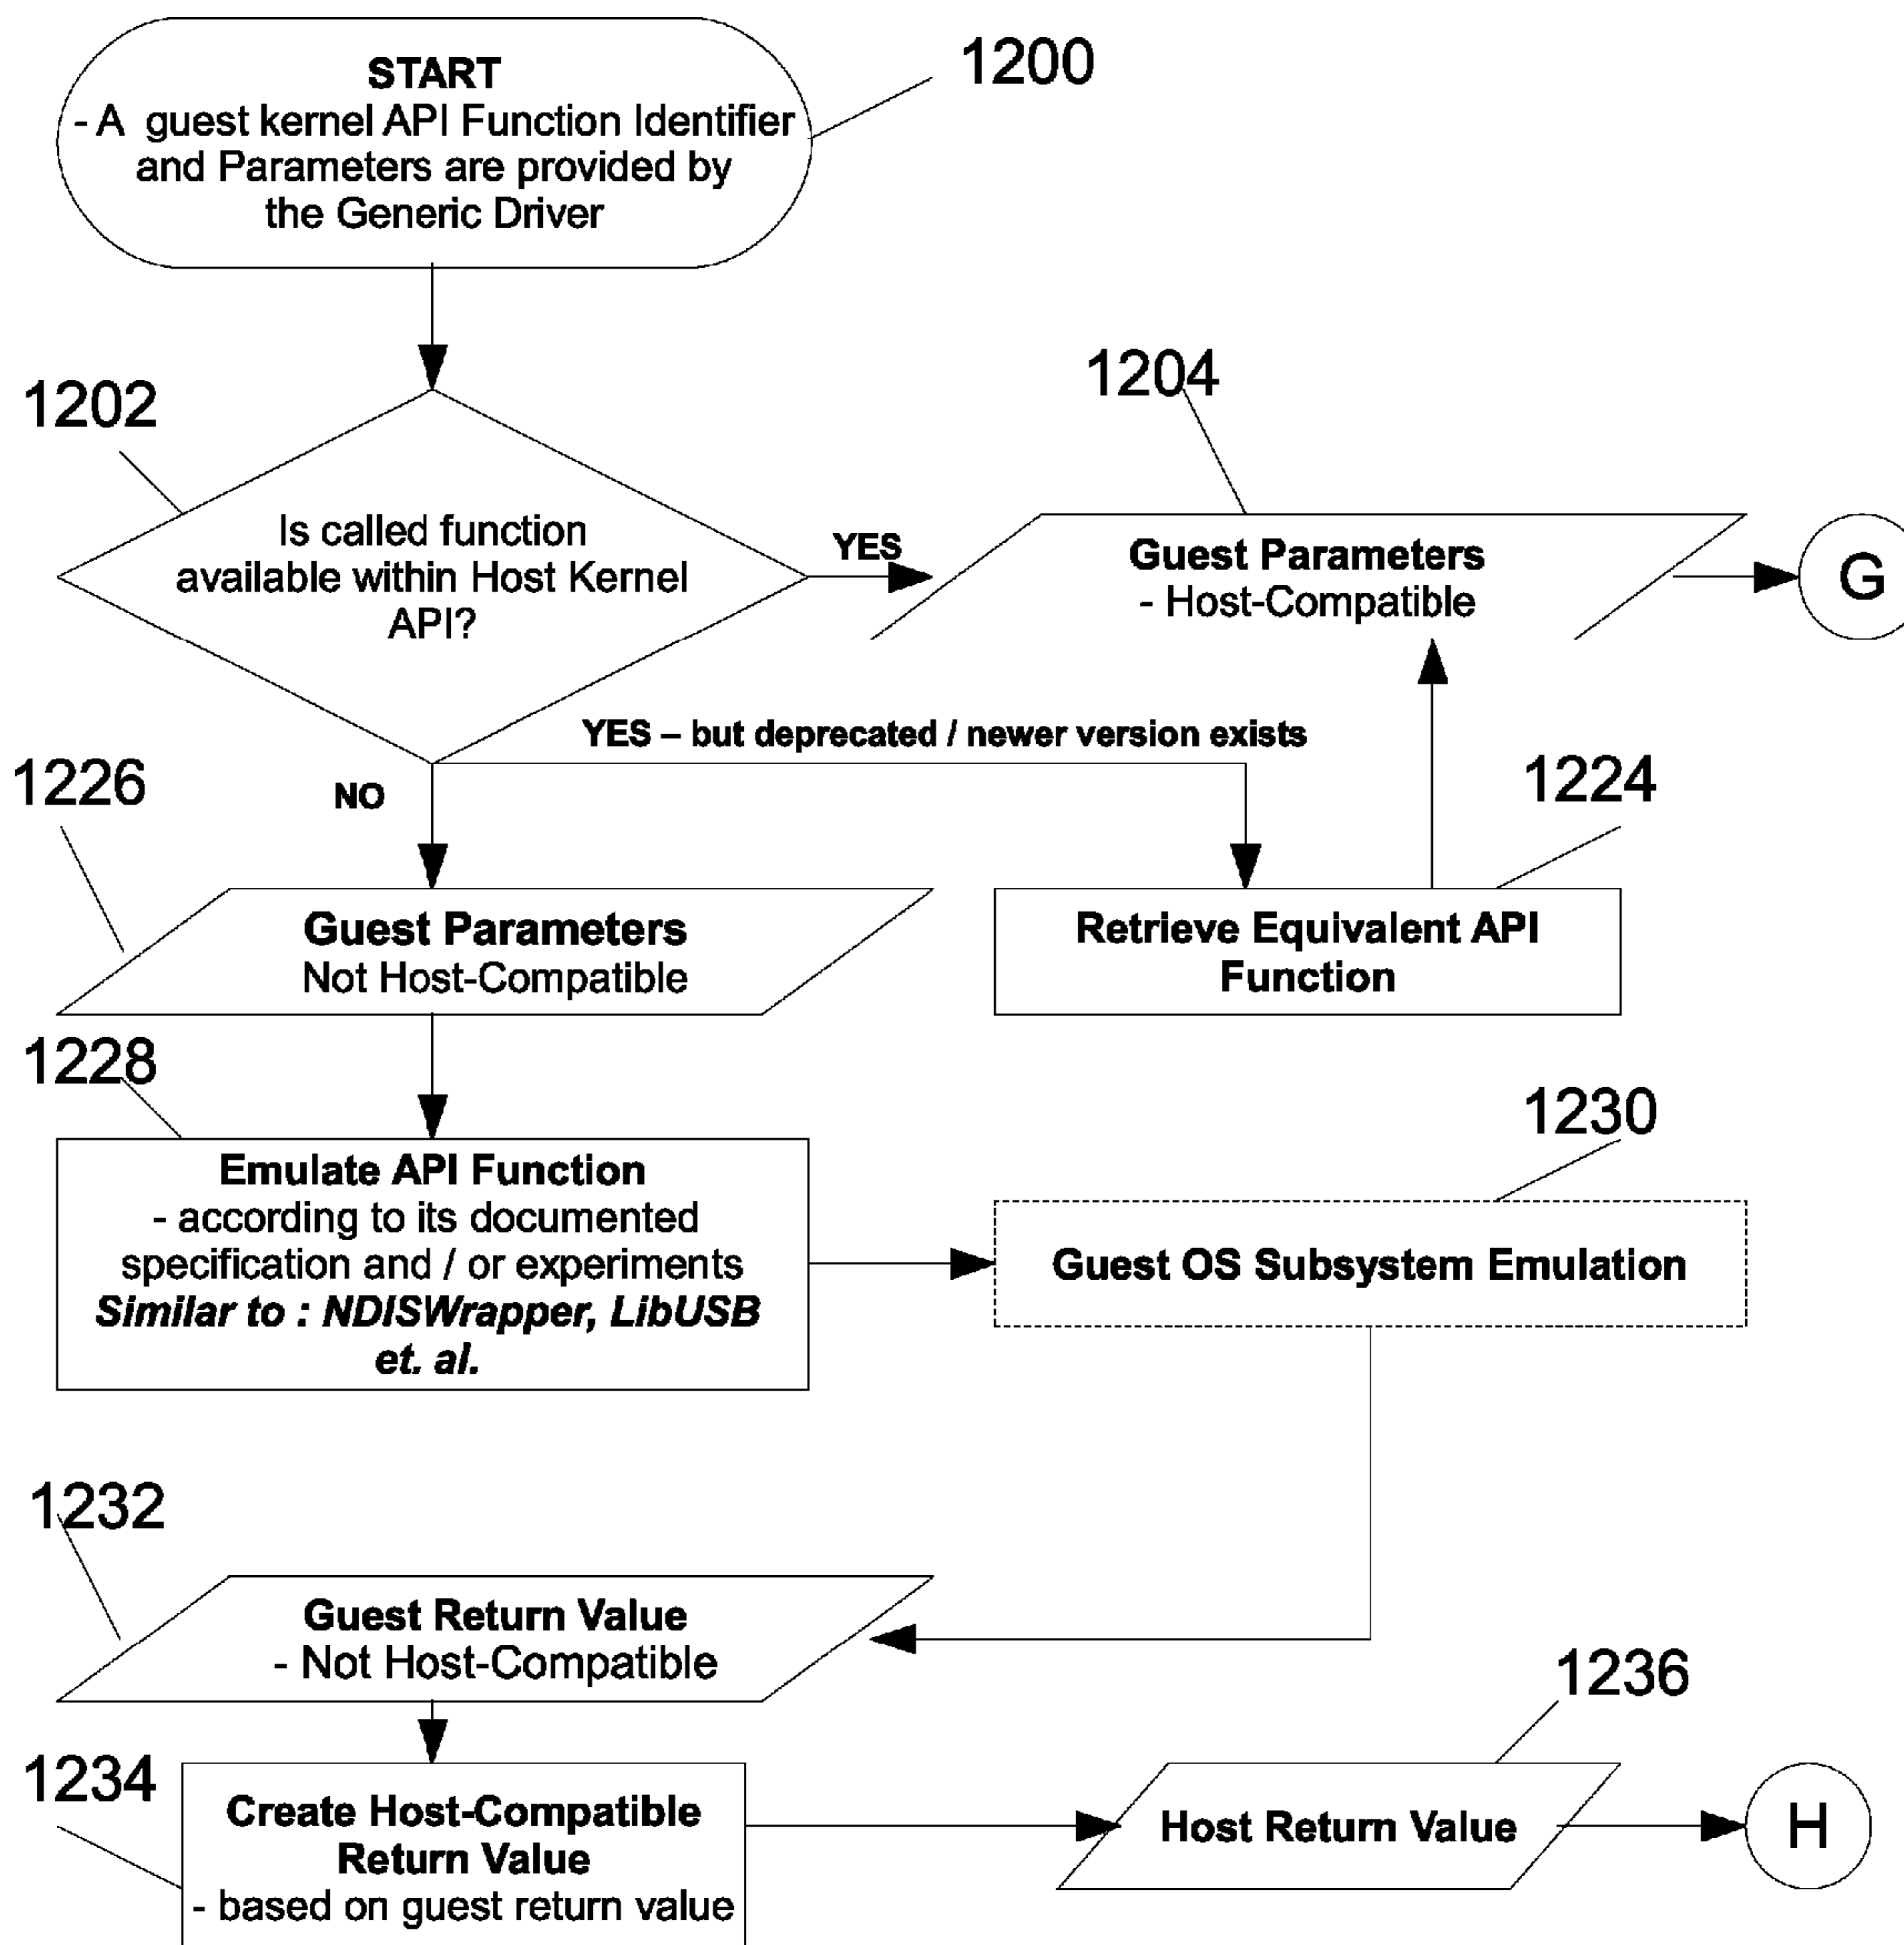 START
- A guest kernel API Function Identifier
and Parameters are provided by
the Generic Driver
1200
1202
Is called function
available within Host Kernel
API?
YES
1204
Guest Parameters
- Host-Compatible
G
YES – but deprecated / newer version exists
NO
1226
1224
Guest Parameters
Not Host-Compatible
Retrieve Equivalent API
Function
1228
Emulate API Function
- according to its documented
specification and / or experiments
Similar to : NDISWrapper, LibUSB
et. al.
1230
Guest OS Subsystem Emulation
1232
Guest Return Value
- Not Host-Compatible
1234
Create Host-Compatible
Return Value
- based on guest return value
1236
Host Return Value
H